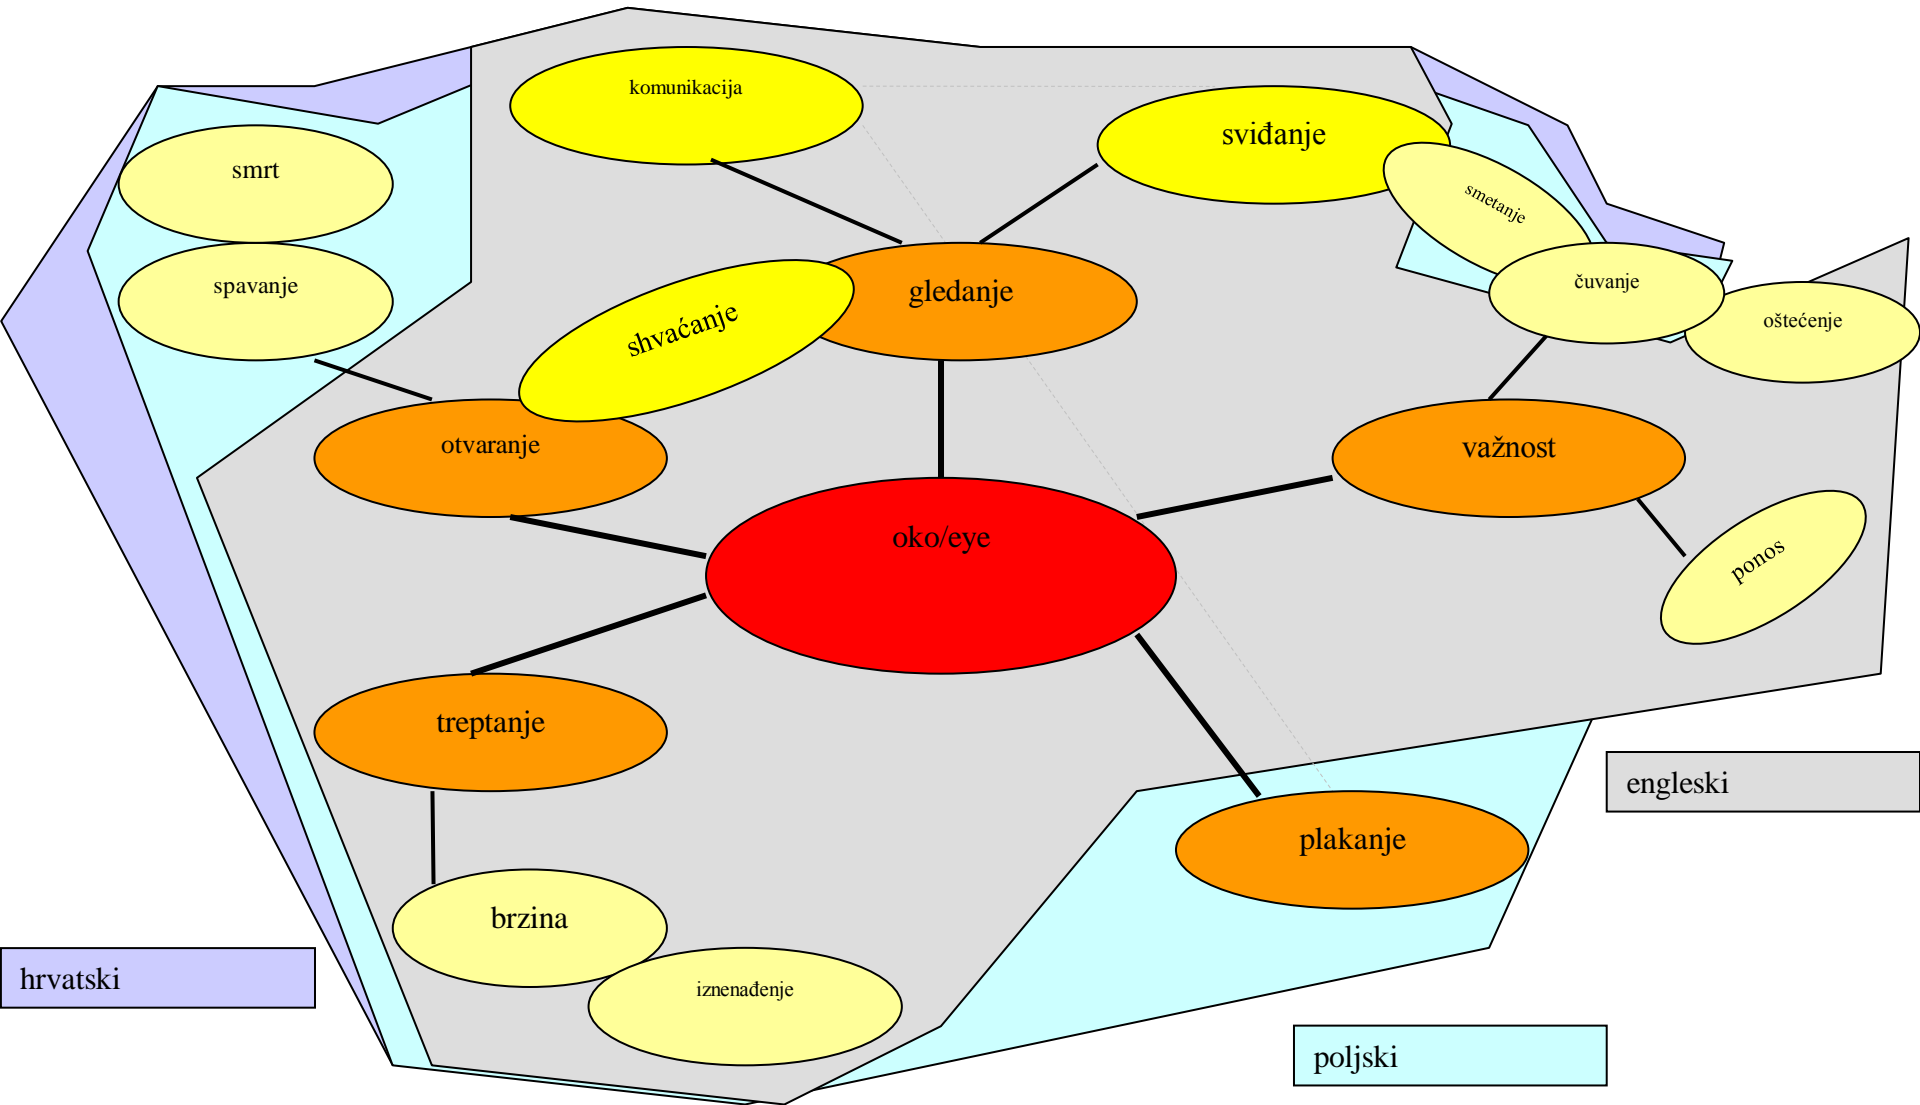 komunikacija
sviđanje
smrt
smetanje
spavanje
čuvanje
gledanje
shvaćanje
oštećenje
otvaranje
važnost
oko/eye
ponos
treptanje
engleski
plakanje
brzina
hrvatski
iznenađenje
poljski